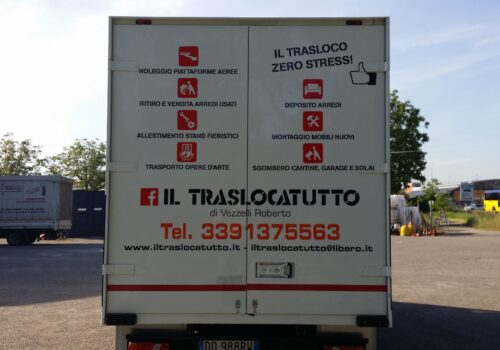 IL TRASLOCO
ZERO STRESS!
NOLEGGIO PIATTAFORME AEREE
RITIRO E VENDITA ARREDI USATI
ALLESTIMENTO STAND FIERISTICI
TRASPORTO OPERE D'ARTE
DEPOSITO ARREDI
MONTAGGIO MOBILI NUOVI
SGOMBERO CANTINE, GARAGE E SOLAI
f IL TRASLOCATUTTO
di Vezzelli Roberto
Tel. 3391375563
www.iltraslocatutto.it - iltraslocatutto@libero.it